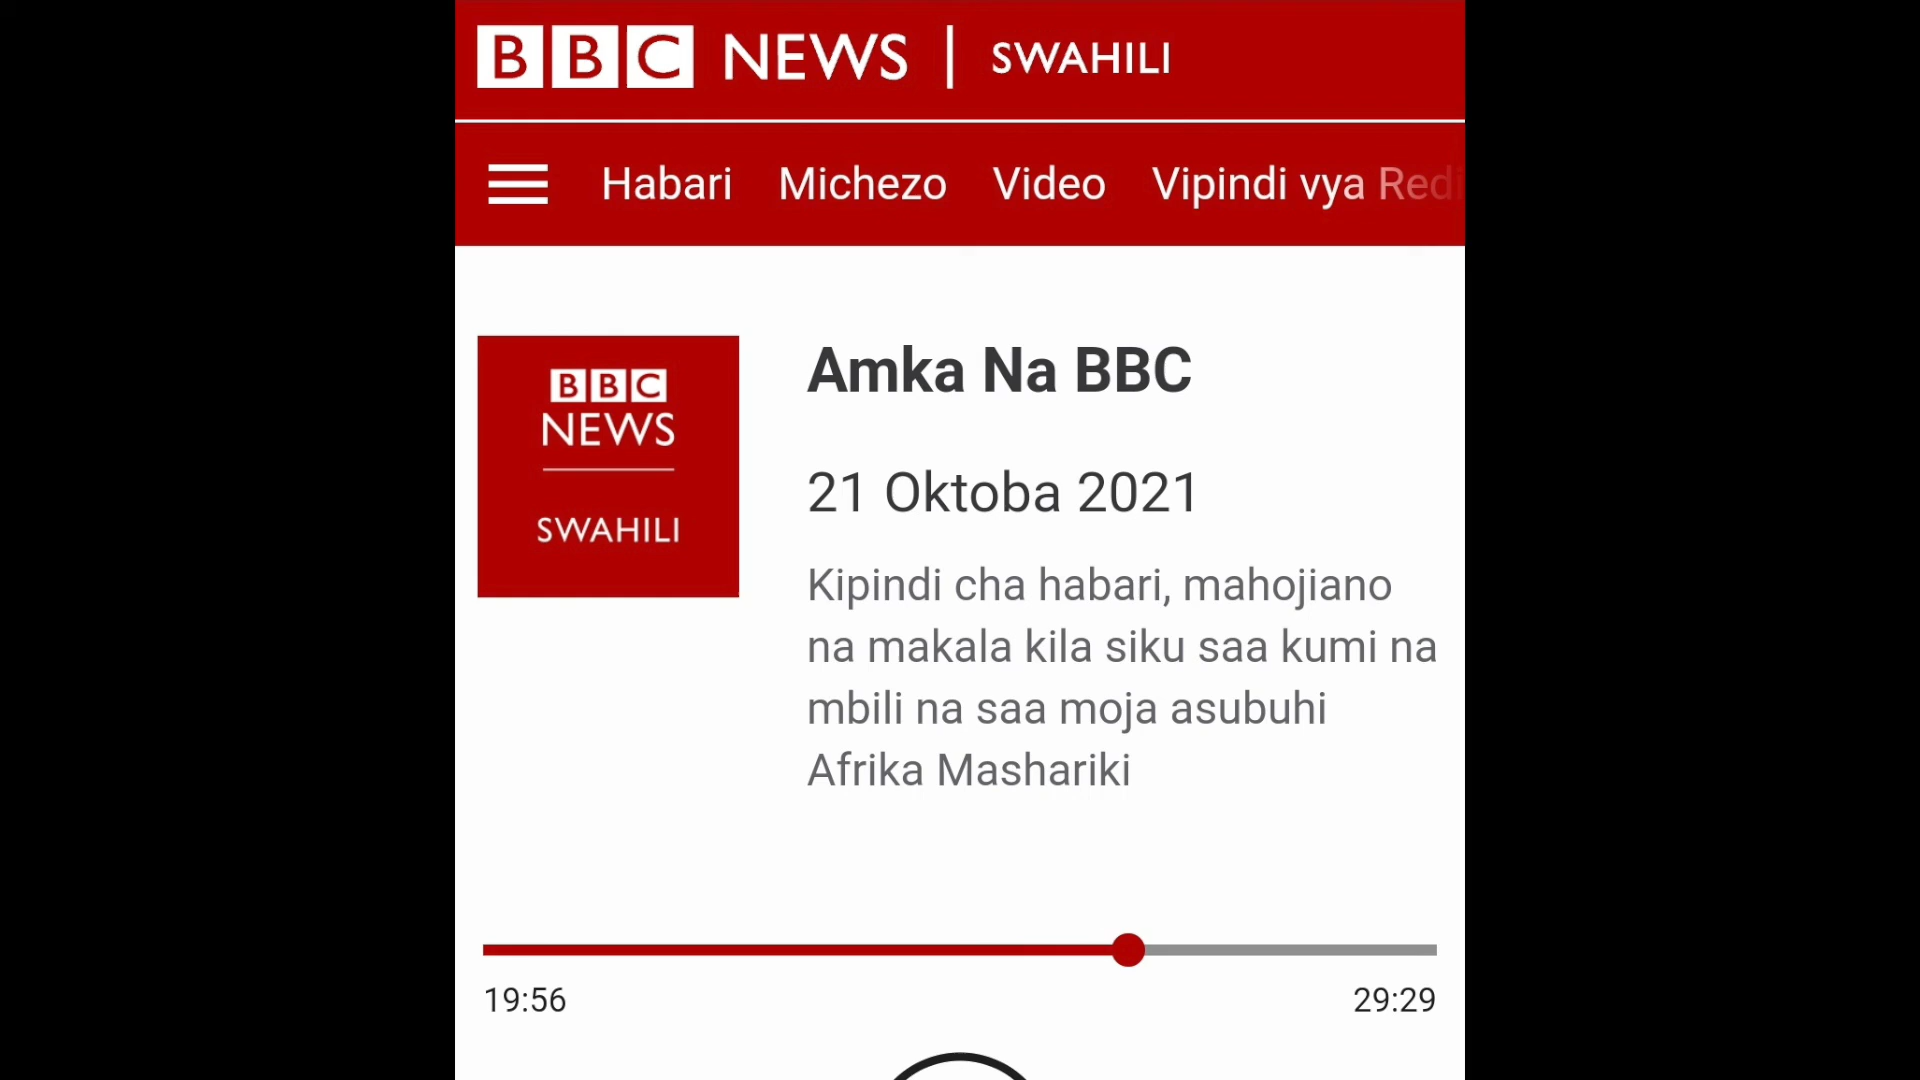 BBC NEWS | SWAHILI
Habari Michezo Video Vipindi vya Redi
BBC
NEWS
SWAHILI
Amka Na BBC
21 Oktoba 2021
Kipindi cha habari, mahojiano
na makala kila siku saa kumi na
mbili na saa moja asubuhi
Afrika Mashariki
19:56 29:29